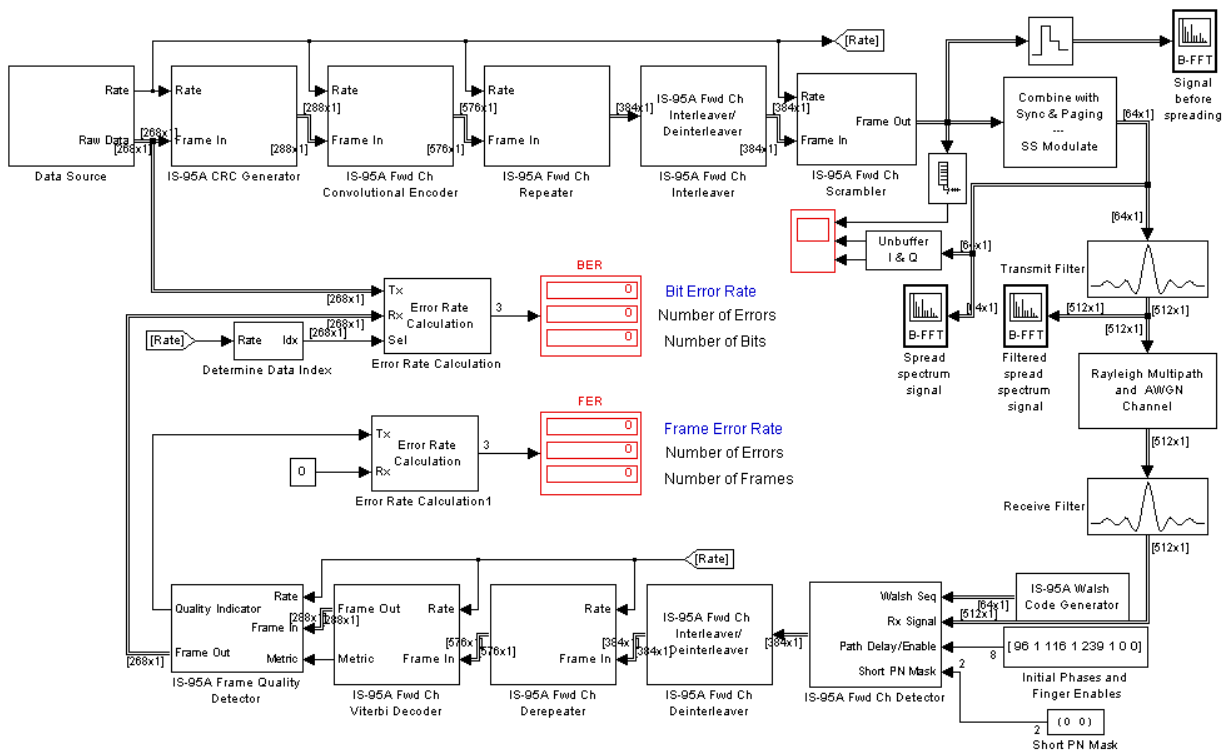 [Rate]
B-FFT
Signal
before
spreading
Rate
Raw Data
[268x1]
[268x1]
Data Source
Rate
Frame In
[288x1]
[288x1]
IS-95A CRC Generator
Rate
Frame In
[576x1]
[576x1]
IS-95A Fwd Ch
Convolutional Encoder
Rate
Frame In
[384x1]
IS-95A Fwd Ch
Repeater
IS-95A Fwd Ch
Interleaver/
Deinterleaver
[384x1]
[384x1]
IS-95A Fwd Ch
Interleaver
Rate
Frame In
Frame Out
IS-95A Fwd Ch
Scrambler
Combine with
Sync & Paging
---
SS Modulate
[64x1]
[64x1]
Unbuffer
I & Q
[64x1]
[64x1]
Transmit Filter
[512x1]
[512x1]
[512x1]
B-FFT
Spread
spectrum
signal
B-FFT
Filtered
spread
spectrum
signal
Rayleigh Multipath
and AWGN
Channel
[512x1]
Receive Filter
[512x1]
BER
0
0
0
Bit Error Rate
Number of Errors
Number of Bits
Tx
Rx
Sel
Error Rate
Calculation
3
[268x1]
[268x1]
[268x1]
Error Rate Calculation
[Rate]
Rate
Idx
Determine Data Index
FER
0
0
0
Frame Error Rate
Number of Errors
Number of Frames
Tx
Rx
Error Rate
Calculation
3
0
Error Rate Calculation1
[Rate]
Rate
Quality Indicator
Frame In
Frame Out
Metric
[268x1]
IS-95A Frame Quality
Detector
[288x1]
[288x1]
Frame Out
Rate
Metric
Frame In
IS-95A Fwd Ch
Viterbi Decoder
[576x1]
[576x1]
Rate
Frame In
IS-95A Fwd Ch
Derepeater
[384x1]
[384x1]
IS-95A Fwd Ch
Interleaver/
Deinterleaver
IS-95A Fwd Ch
Deinterleaver
[384x1]
Walsh Seq
Rx Signal
Path Delay/Enable
Short PN Mask
IS-95A Fwd Ch Detector
[64x1]
[512x1]
IS-95A Walsh
Code Generator
8
[ 96 1 116 1 239 1 0 0]
Initial Phases and
Finger Enables
2
2
(0 0)
Short PN Mask